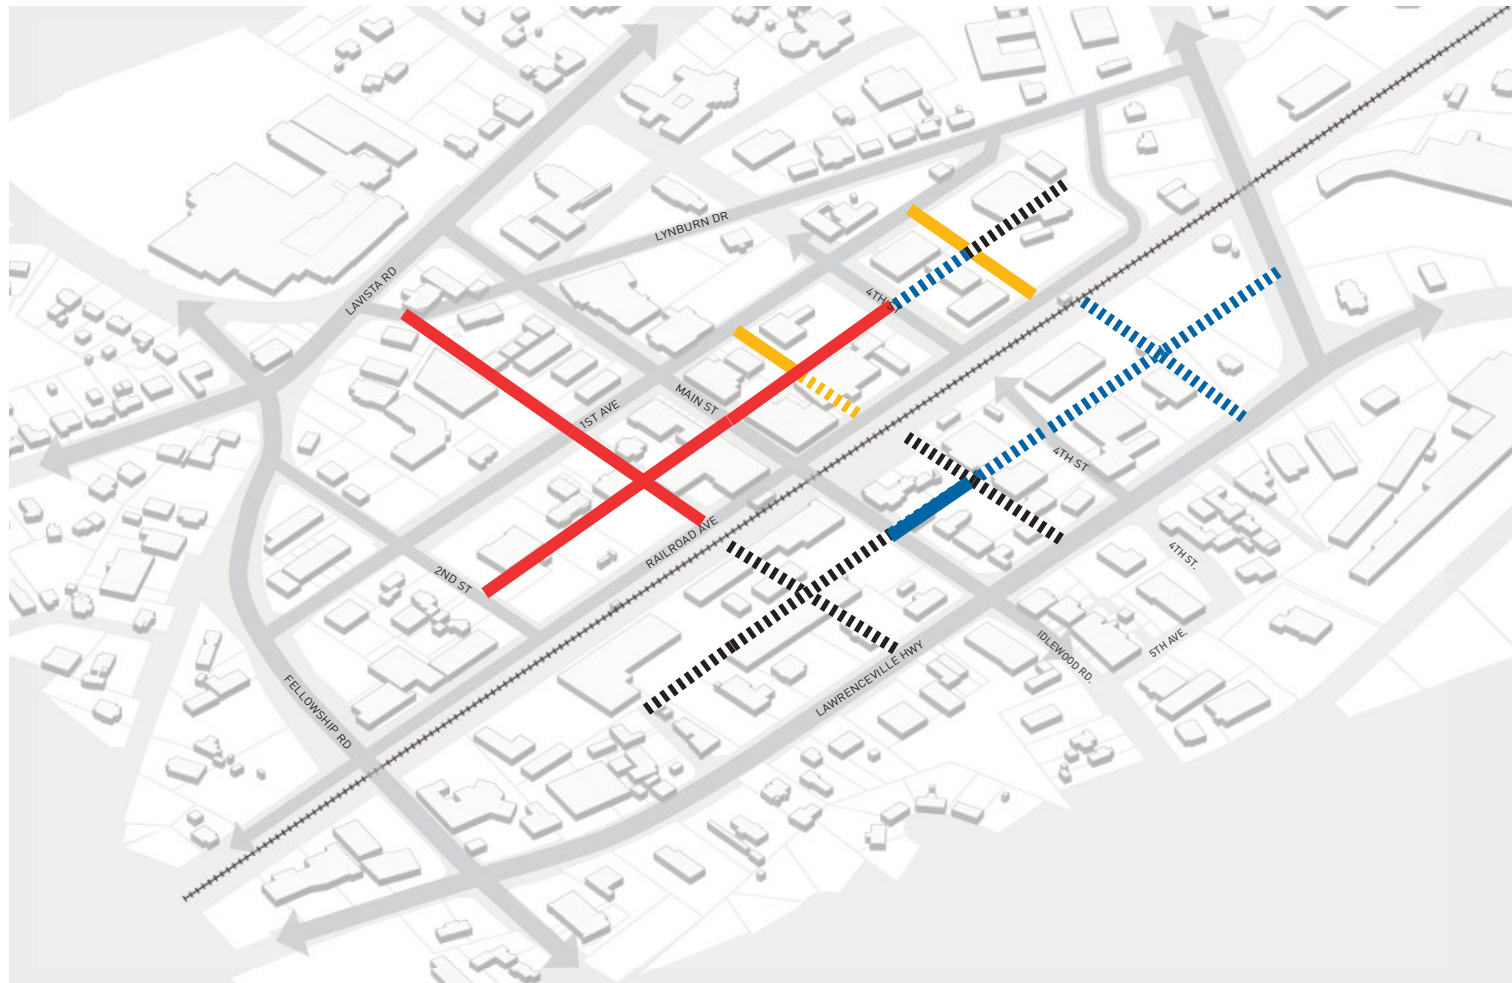 LYNBURN DR
LAVISTA RD
4TH ST
MAIN ST
1ST AVE
4TH ST
RAILROAD AVE
4TH ST.
2ND ST
IDLEWOOD RD.
5TH AVE.
LAWRENCEVILLE HWY
FELLOWSHIP RD